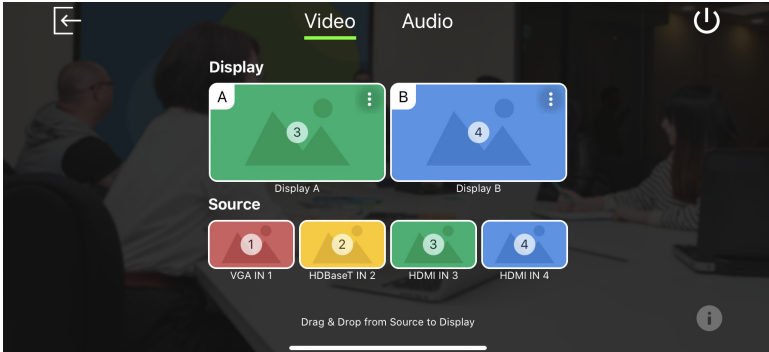 Video Audio
Display
A B
3 4
Display A Display B
Source
1 2 3 4
VGA IN 1 HDBaseT IN 2 HDMI IN 3 HDMI IN 4
Drag & Drop from Source to Display
i